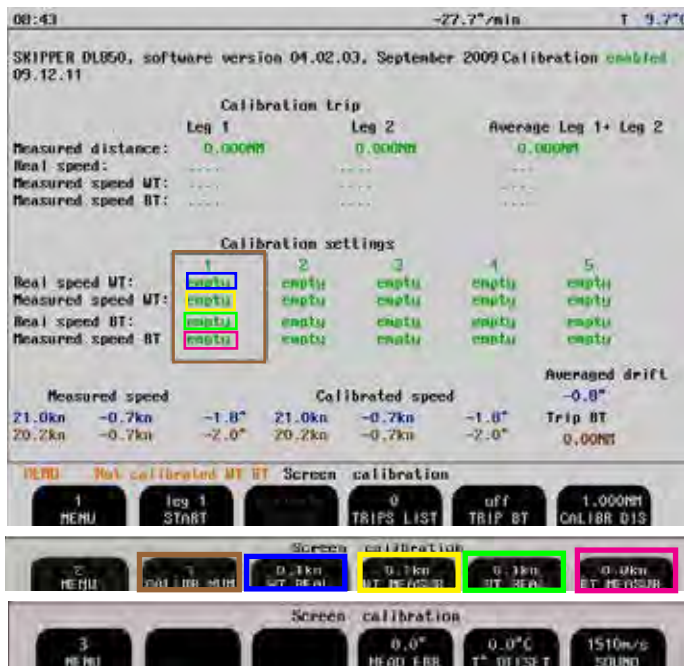 08:43 -27.7°/min T 9.7°C
SKIPPER DL850, software version 04.02.03, September 2009 Calibration enabled
09.12.11
Calibration trip
Leg 1 Leg 2 Average Leg 1+ Leg 2
Measured distance: 0.000NM 0.000NM 0.000NM
Real speed: .... .... ....
Measured speed WT: .... .... ....
Measured speed BT: .... .... ....
Calibration settings
1 2 3 4 5
Real speed WT: empty empty empty empty empty
Measured speed WT: empty empty empty empty empty
Real speed BT: empty empty empty empty empty
Measured speed BT empty empty empty empty empty
Averaged drift
Measured speed Calibrated speed -0.8°
21.0kn -0.7kn -1.8° 21.0kn -0.7kn -1.8° Trip BT
20.2kn -0.7kn -2.0° 20.2kn -0.7kn -2.0° 0.00NM
MENU Not calibrated WT BT Screen calibration
1 leg 1 0 off 1.000NM
MENU START TRIPS LIST TRIP BT CALIBR DIS
Screen calibration
2 1 0.1kn 0.1kn 0.1kn 0.0kn
MENU CALIBR NUM WT REAL WT MEASUR BT REAL BT MEASUR
Screen calibration
3 0.0° 0.0°C 1510m/s
MENU HEAD ERR T° OFFSET SOUND